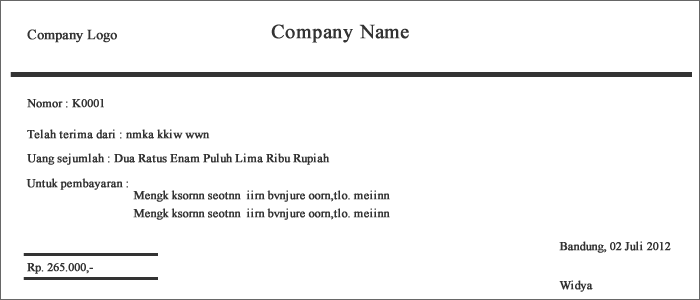 Company Logo
Company Name
Nomor : K0001
Telah terima dari : nmka kkiw wwn
Uang sejumlah : Dua Ratus Enam Puluh Lima Ribu Rupiah
Untuk pembayaran :
Mengk ksornn seotnn iirn bvnjure oorn,tlo. meiinn
Mengk ksornn seotnn iirn bvnjure oorn,tlo. meiinn
Bandung, 02 Juli 2012
Rp. 265.000,-
Widya